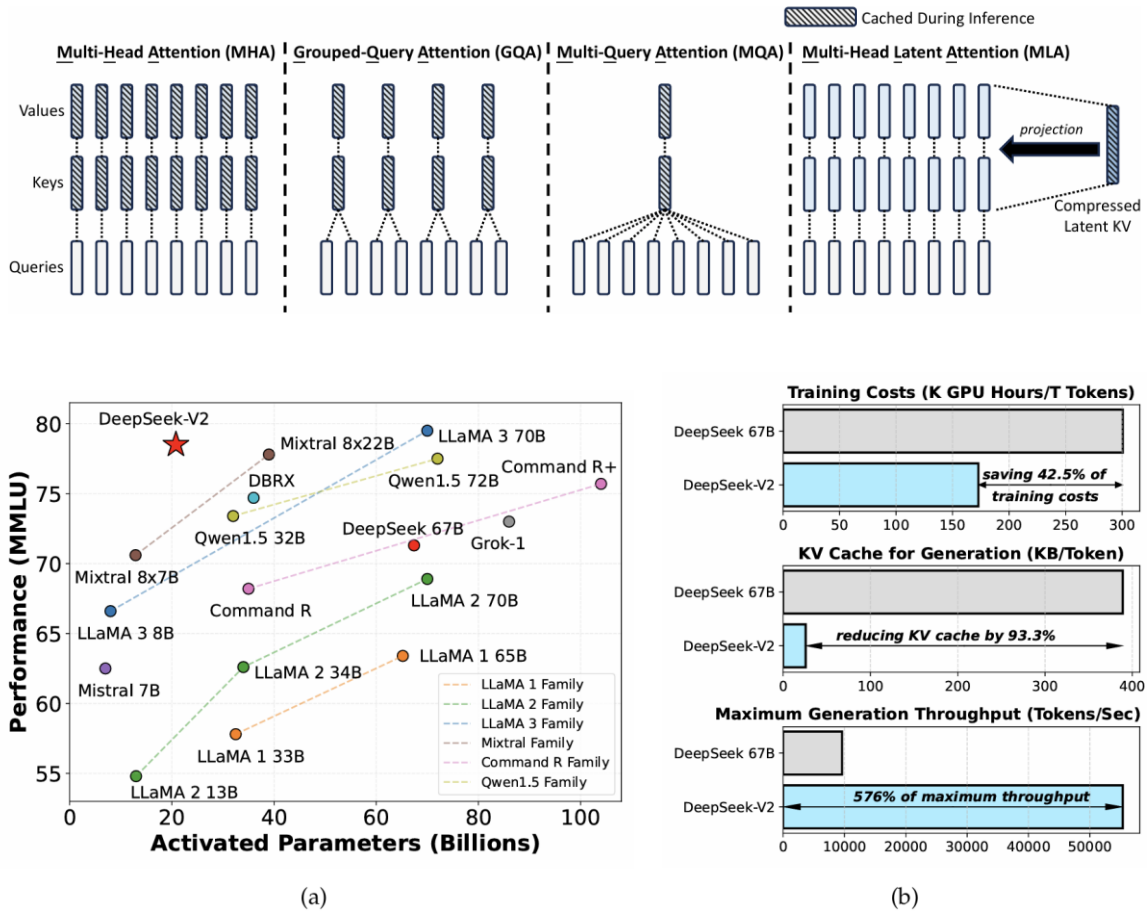 Cached During Inference
Multi-Head Attention (MHA)
Grouped-Query Attention (GQA)
Multi-Query Attention (MQA)
Multi-Head Latent Attention (MLA)
Values
Keys
Queries
projection
Compressed
Latent KV
Performance (MMLU)
80
75
70
65
60
55
DeepSeek-V2
Mixtral 8x22B
LLaMA 3 70B
Command R+
DBRX
Qwen1.5 72B
Qwen1.5 32B
DeepSeek 67B
Grok-1
Mixtral 8x7B
Command R
LLaMA 2 70B
LLaMA 3 8B
LLaMA 1 65B
Mistral 7B
LLaMA 2 34B
LLaMA 1 33B
LLaMA 2 13B
LLaMA 1 Family
LLaMA 2 Family
LLaMA 3 Family
Mixtral Family
Command R Family
Qwen1.5 Family
0 20 40 60 80 100
Activated Parameters (Billions)
(a)
Training Costs (K GPU Hours/T Tokens)
DeepSeek 67B
DeepSeek-V2
saving 42.5% of
training costs
0 50 100 150 200 250 300
KV Cache for Generation (KB/Token)
DeepSeek 67B
DeepSeek-V2
reducing KV cache by 93.3%
0 100 200 300 400
Maximum Generation Throughput (Tokens/Sec)
DeepSeek 67B
DeepSeek-V2
576% of maximum throughput
0 10000 20000 30000 40000 50000
(b)